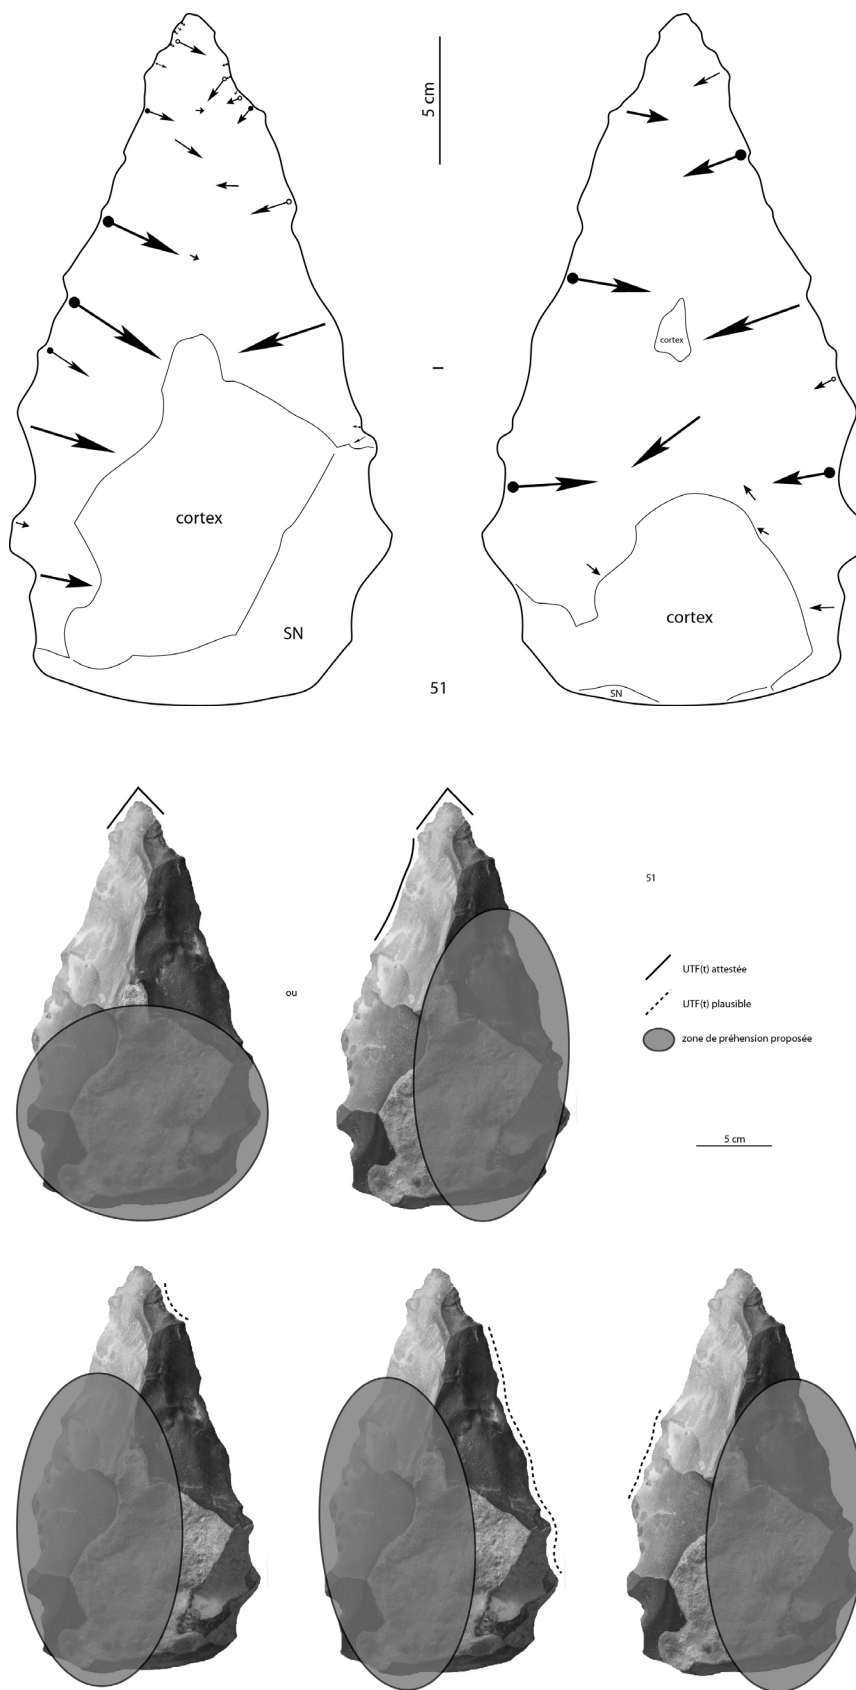 5 cm
cortex
cortex
SN
cortex
SN
51
51
ou
UTF(t) attestée
UTF(t) plausible
zone de préhension proposée
5 cm